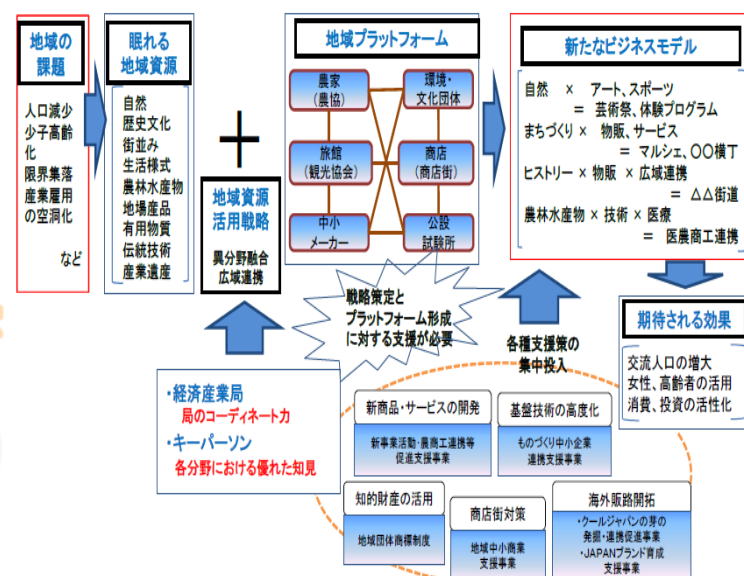 地域の
課題
人口減少
少子高齢
化
限界集落
産業雇用
の空洞化
など
眠れる
地域資源
自然
歴史文化
街並み
生活様式
農林水産物
地場産品
有用物質
伝統技術
産業遺産
＋
地域資源
活用戦略
異分野融合
広域連携
地域プラットフォーム
農家
（農協）
環境・
文化団体
旅館
（観光協会）
商店
（商店街）
中小
メーカー
公設
試験所
新たなビジネスモデル
自然 × アート、スポーツ
＝ 芸術祭、体験プログラム
まちづくり × 物販、サービス
＝ マルシェ、〇〇横丁
ヒストリー × 物販 × 広域連携
＝ △△街道
農林水産物 × 技術 × 医療
＝ 医農商工連携
戦略策定と
プラットフォーム形成
に対する支援が必要
各種支援策の
集中投入
期待される効果
交流人口の増大
女性、高齢者の活用
消費、投資の活性化
・経済産業局
局のコーディネート力
・キーパーソン
各分野における優れた知見
新商品・サービスの開発
新事業活動・農商工連携等
促進支援事業
基盤技術の高度化
ものづくり中小企業
連携支援事業
知的財産の活用
地域団体商標制度
商店街対策
地域中小商業
支援事業
海外販路開拓
・クールジャパンの芽の
発掘・連携促進事業
・JAPANブランド育成
支援事業